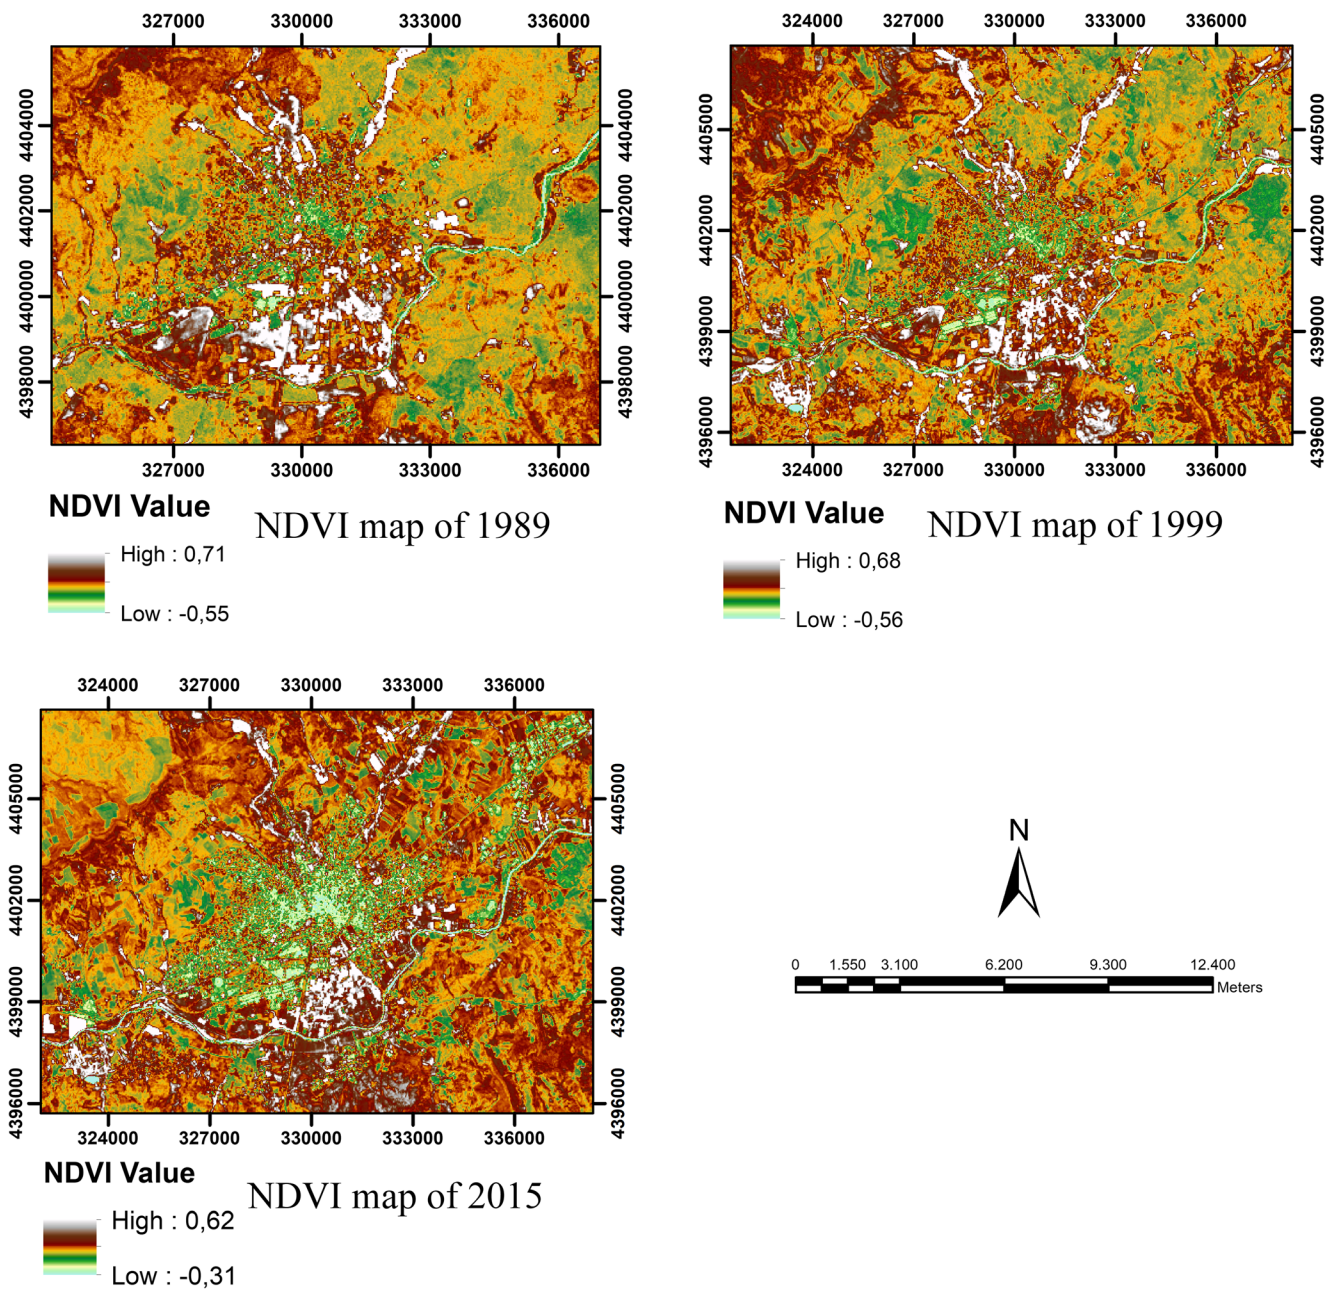 327000 330000 333000 336000
4404000 4402000 4400000 4398000
4404000 4402000 4400000 4398000
327000 330000 333000 336000
NDVI Value
NDVI map of 1989
High : 0,71
Low : -0,55
324000 327000 330000 333000 336000
4405000 4402000 4399000 4396000
4405000 4402000 4399000 4396000
324000 327000 330000 333000 336000
NDVI Value
NDVI map of 1999
High : 0,68
Low : -0,56
324000 327000 330000 333000 336000
4405000 4402000 4399000 4396000
4405000 4402000 4399000 4396000
324000 327000 330000 333000 336000
NDVI Value
NDVI map of 2015
High : 0,62
Low : -0,31
N
0 1.550 3.100 6.200 9.300 12.400
Meters